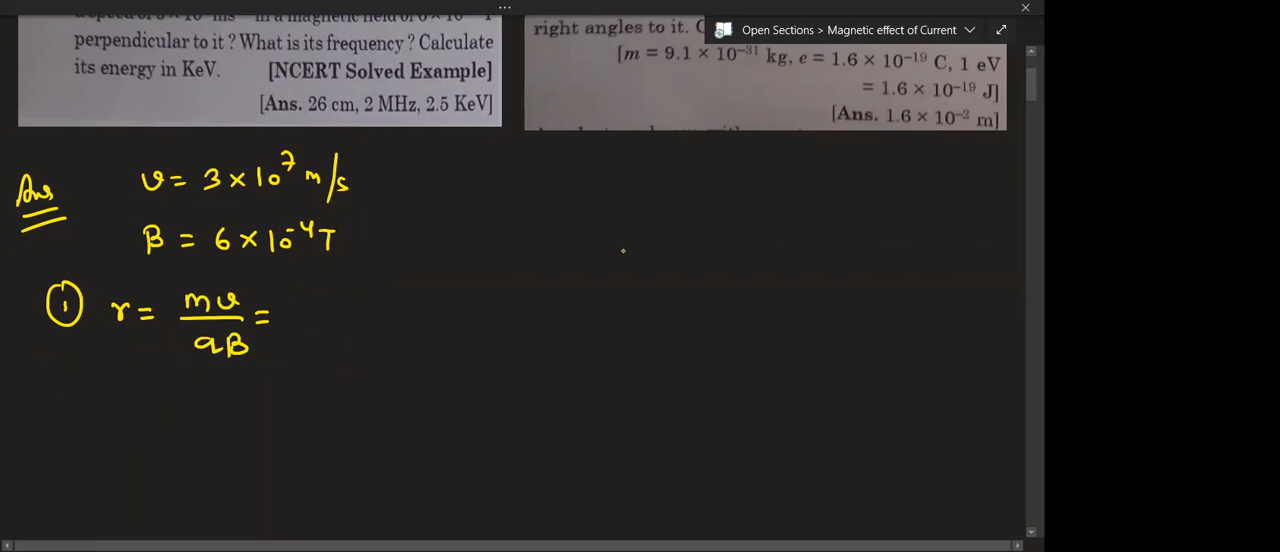 perpendicular to it ? What is its frequency ? Calculate
its energy in KeV. [NCERT Solved Example]
[Ans. 26 cm, 2 MHz, 2.5 KeV]
right angles to it.
Open Sections > Magnetic effect of Current
[m = 9.1 × 10⁻³¹ kg, e = 1.6 × 10⁻¹⁹ C, 1 eV
= 1.6 × 10⁻¹⁹ J]
[Ans. 1.6 × 10⁻² m]
Ans
v = 3 × 10⁷ m/s
B = 6 × 10⁻⁴ T
① r = mv/qB =